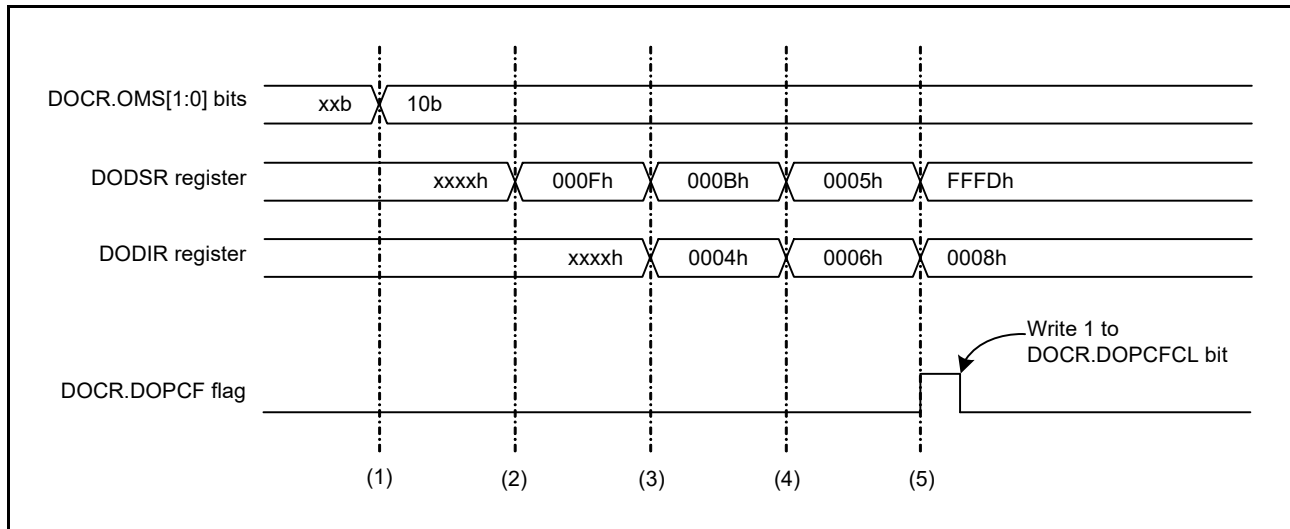 DOCR.OMS[1:0] bits xxb 10b
DODSR register xxxxh 000Fh 000Bh 0005h FFFDh
DODIR register xxxxh 0004h 0006h 0008h
Write 1 to
DOCR.DOPCFCL bit
DOCR.DOPCF flag
(1) (2) (3) (4) (5)